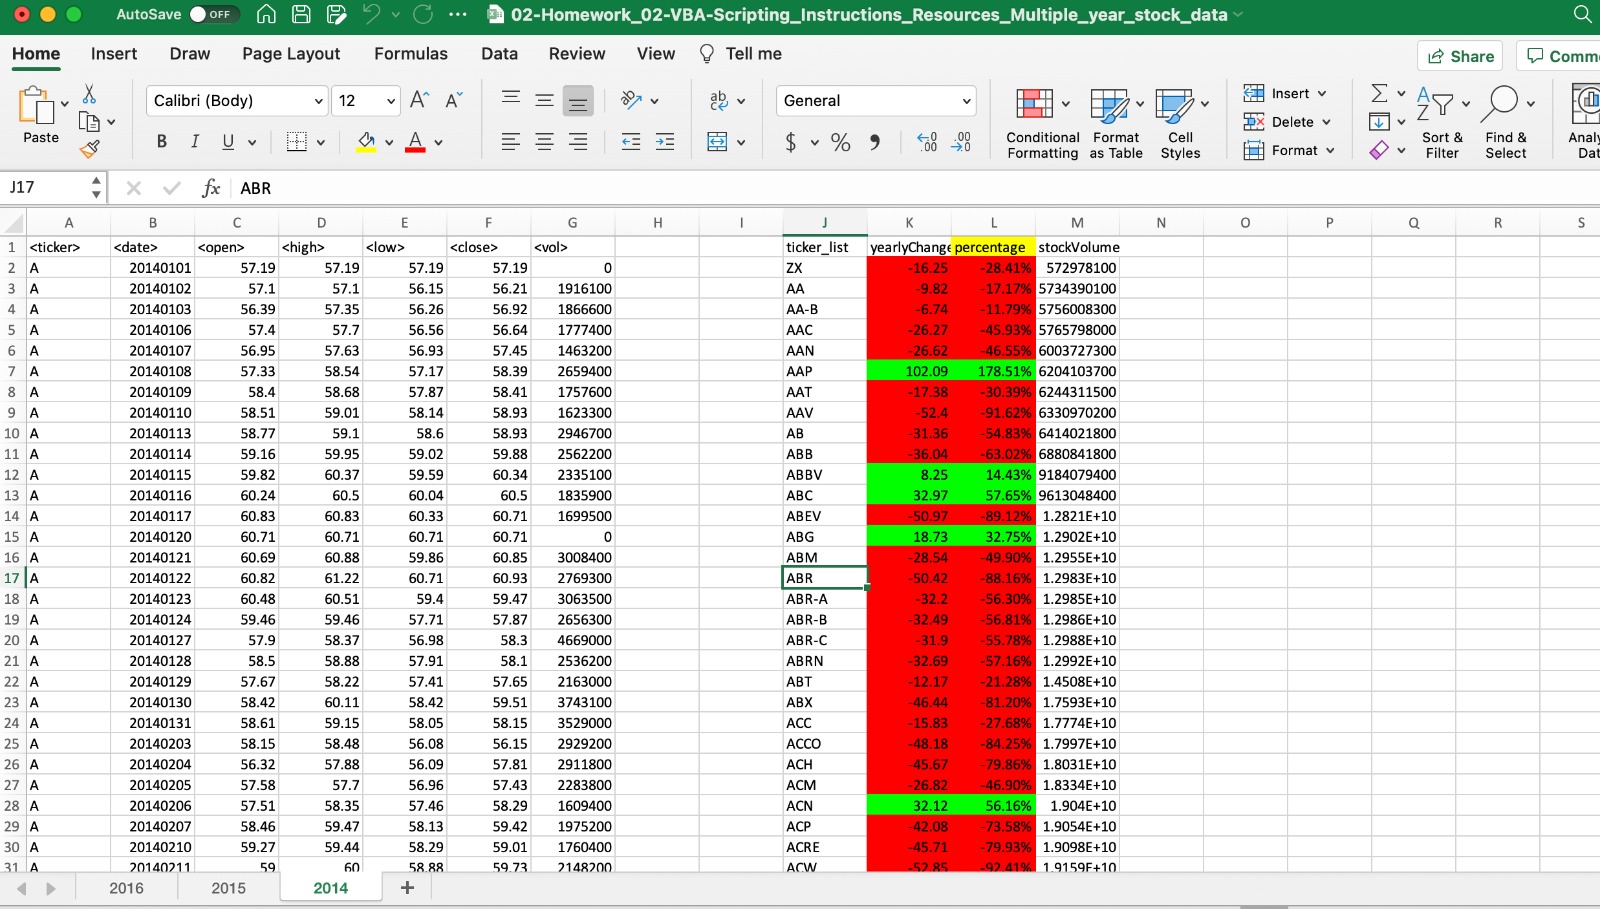 AutoSave OFF 02-Homework_02-VBA-Scripting_Instructions_Resources_Multiple_year_stock_data
Home Insert Draw Page Layout Formulas Data Review View Tell me Share Comme
Paste Calibri (Body) 12 General Conditional Formatting Format as Table Cell Styles Insert Delete Format Sort & Filter Find & Select Analy Dat
J17 fx ABR
A B C D E F G H I J K L M N O P Q R S
1 <ticker> <date> <open> <high> <low> <close> <vol> ticker_list yearlyChange percentage stockVolume
2 A 20140101 57.19 57.19 57.19 57.19 0 ZX -16.25 -28.41% 572978100
3 A 20140102 57.1 57.1 56.15 56.21 1916100 AA -9.82 -17.17% 5734390100
4 A 20140103 56.39 57.35 56.26 56.92 1866600 AA-B -6.74 -11.79% 5756008300
5 A 20140106 57.4 57.7 56.56 56.64 1777400 AAC -26.27 -45.93% 5765798000
6 A 20140107 56.95 57.63 56.93 57.45 1463200 AAN -26.62 -46.55% 6003727300
7 A 20140108 57.33 58.54 57.17 58.39 2659400 AAP 102.09 178.51% 6204103700
8 A 20140109 58.4 58.68 57.87 58.41 1757600 AAT -17.38 -30.39% 6244311500
9 A 20140110 58.51 59.01 58.14 58.93 1623300 AAV -52.4 -91.62% 6330970200
10 A 20140113 58.77 59.1 58.6 58.93 2946700 AB -31.36 -54.83% 6414021800
11 A 20140114 59.16 59.95 59.02 59.88 2562200 ABB -36.04 -63.02% 6880841800
12 A 20140115 59.82 60.37 59.59 60.34 2335100 ABBV 8.25 14.43% 9184079400
13 A 20140116 60.24 60.5 60.04 60.5 1835900 ABC 32.97 57.65% 9613048400
14 A 20140117 60.83 60.83 60.33 60.71 1699500 ABEV -50.97 -89.12% 1.2821E+10
15 A 20140120 60.71 60.71 60.71 60.71 0 ABG 18.73 32.75% 1.2902E+10
16 A 20140121 60.69 60.88 59.86 60.85 3008400 ABM -28.54 -49.90% 1.2955E+10
17 A 20140122 60.82 61.22 60.71 60.93 2769300 ABR -50.42 -88.16% 1.2983E+10
18 A 20140123 60.48 60.51 59.4 59.47 3063500 ABR-A -32.2 -56.30% 1.2985E+10
19 A 20140124 59.46 59.46 57.71 57.87 2656300 ABR-B -32.49 -56.81% 1.2986E+10
20 A 20140127 57.9 58.37 56.98 58.3 4669000 ABR-C -31.9 -55.78% 1.2988E+10
21 A 20140128 58.5 58.88 57.91 58.1 2536200 ABRN -32.69 -57.16% 1.2992E+10
22 A 20140129 57.67 58.22 57.41 57.65 2163000 ABT -12.17 -21.28% 1.4508E+10
23 A 20140130 58.42 60.11 58.42 59.51 3743100 ABX -46.44 -81.20% 1.7593E+10
24 A 20140131 58.61 59.15 58.05 58.15 3529000 ACC -15.83 -27.68% 1.7774E+10
25 A 20140203 58.15 58.48 56.08 56.15 2929200 ACCO -48.18 -84.25% 1.7997E+10
26 A 20140204 56.32 57.88 56.09 57.81 2911800 ACH -45.67 -79.86% 1.8031E+10
27 A 20140205 57.58 57.7 56.96 57.43 2283800 ACM -26.82 -46.90% 1.8334E+10
28 A 20140206 57.51 58.35 57.46 58.29 1609400 ACN 32.12 56.16% 1.904E+10
29 A 20140207 58.46 59.47 58.13 59.42 1975200 ACP -42.08 -73.58% 1.9054E+10
30 A 20140210 59.27 59.44 58.29 59.01 1760400 ACRE -45.71 -79.93% 1.9098E+10
31 A 20140211 59 60 58.88 59.73 2148200 ACW -52.85 -92.41% 1.9159E+10
2016 2015 2014 +